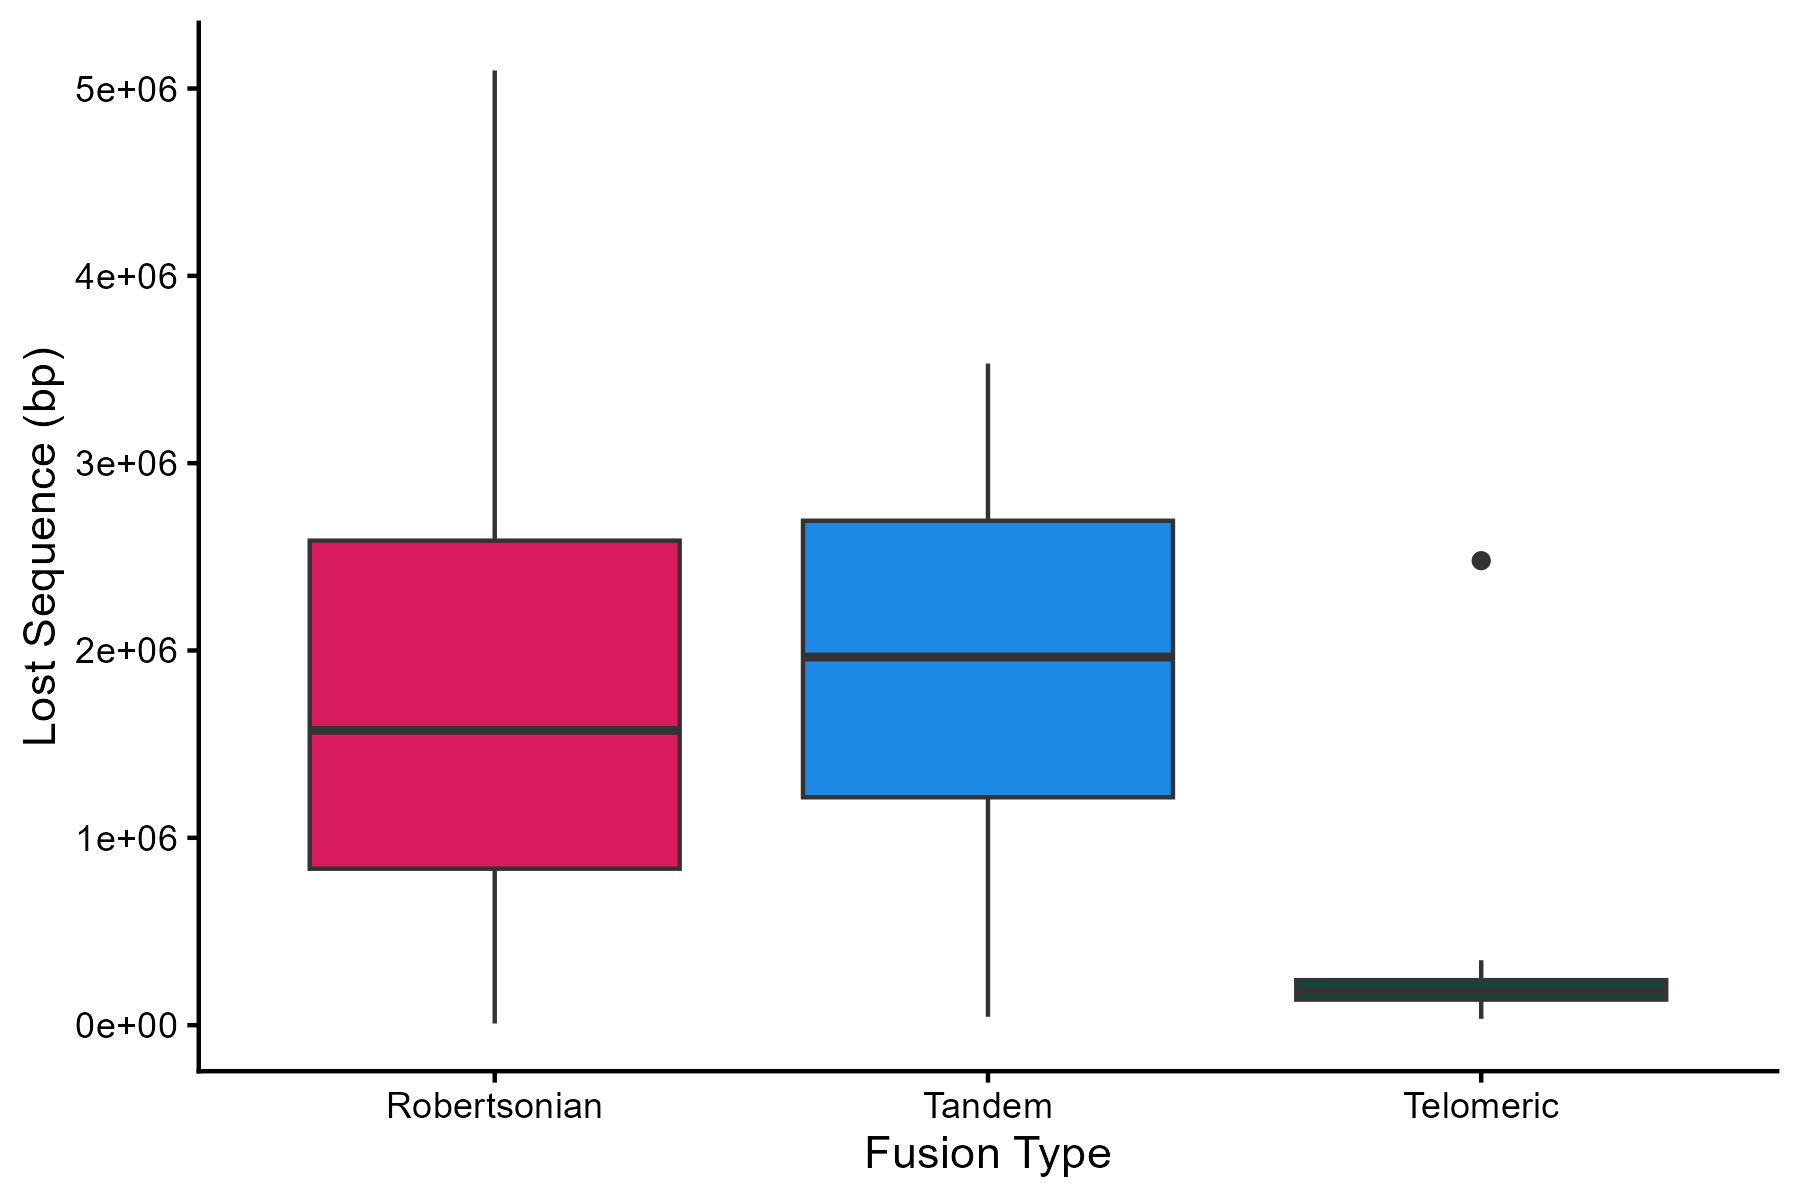 Lost Sequence (bp)
5e+06
4e+06
3e+06
2e+06
1e+06
0e+00
Robertsonian
Tandem
Telomeric
Fusion Type